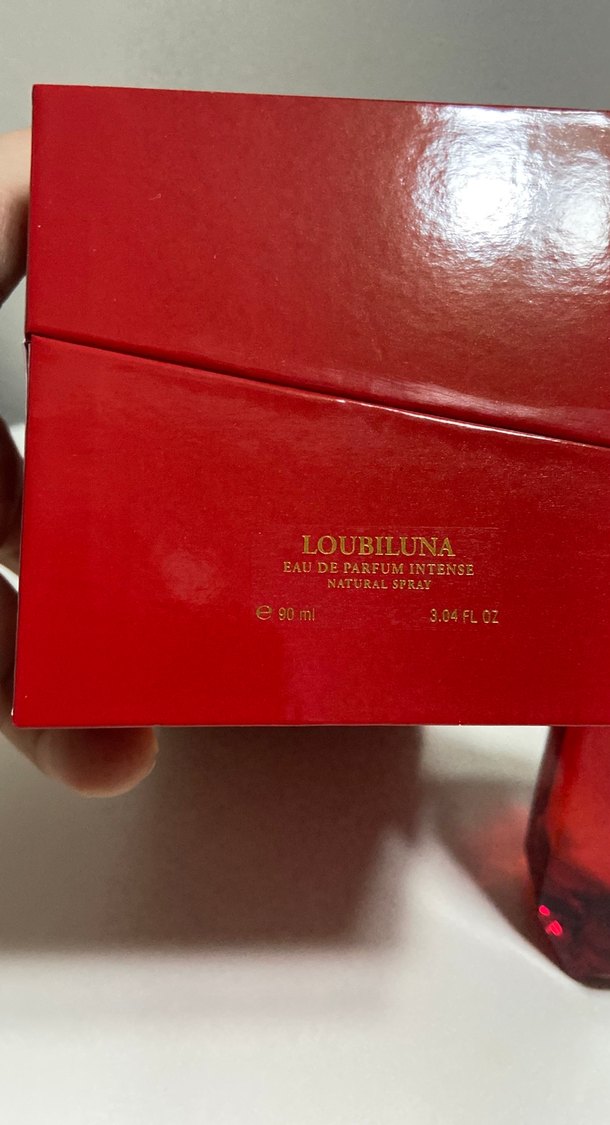 LOUBILUNA
EAU DE PARFUM INTENSE
NATURAL SPRAY
℮ 90 ml 3.04 FL OZ